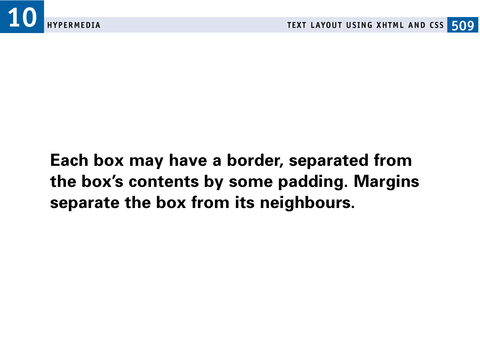 10 HYPERMEDIA TEXT LAYOUT USING XHTML AND CSS 509
Each box may have a border, separated from
the box’s contents by some padding. Margins
separate the box from its neighbours.